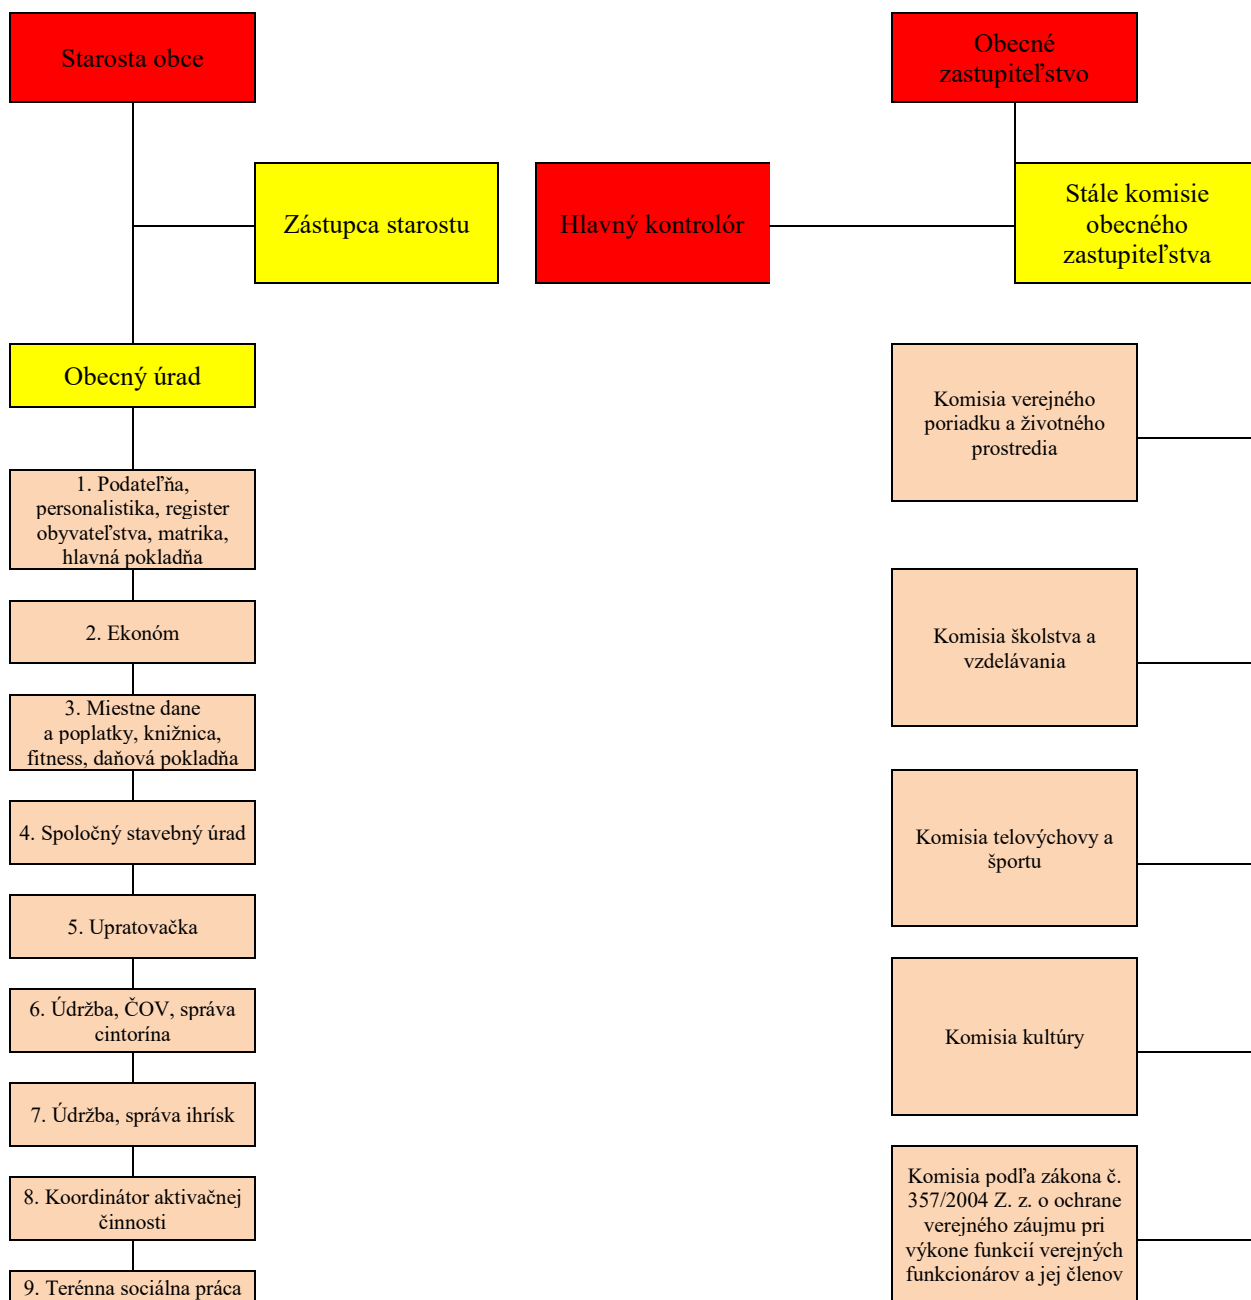 Starosta obce
Obecné
zastupiteľstvo
Zástupca starostu
Hlavný kontrolór
Stále komisie
obecného
zastupiteľstva
Obecný úrad
1. Podateľňa,
personalistika, register
obyvateľstva, matrika,
hlavná pokladňa
2. Ekonóm
3. Miestne dane
a poplatky, knižnica,
fitness, daňová pokladňa
4. Spoločný stavebný úrad
5. Upratovačka
6. Údržba, ČOV, správa
cintorína
7. Údržba, správa ihrísk
8. Koordinátor aktivačnej
činnosti
9. Terénna sociálna práca
Komisia verejného
poriadku a životného
prostredia
Komisia školstva a
vzdelávania
Komisia telovýchovy a
športu
Komisia kultúry
Komisia podľa zákona č.
357/2004 Z. z. o ochrane
verejného záujmu pri
výkone funkcií verejných
funkcionárov a jej členov